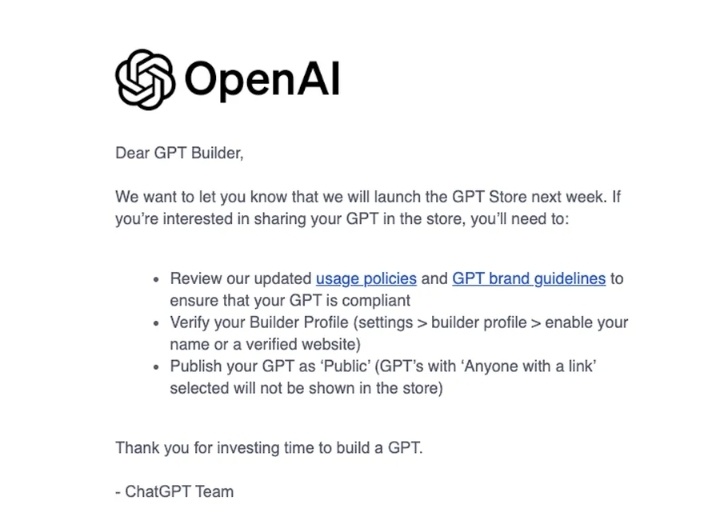 OpenAI
Dear GPT Builder,
We want to let you know that we will launch the GPT Store next week. If
you're interested in sharing your GPT in the store, you'll need to:
• Review our updated usage policies and GPT brand guidelines to
ensure that your GPT is compliant
• Verify your Builder Profile (settings > builder profile > enable your
name or a verified website)
• Publish your GPT as ‘Public’ (GPT's with ‘Anyone with a link’
selected will not be shown in the store)
Thank you for investing time to build a GPT.
- ChatGPT Team